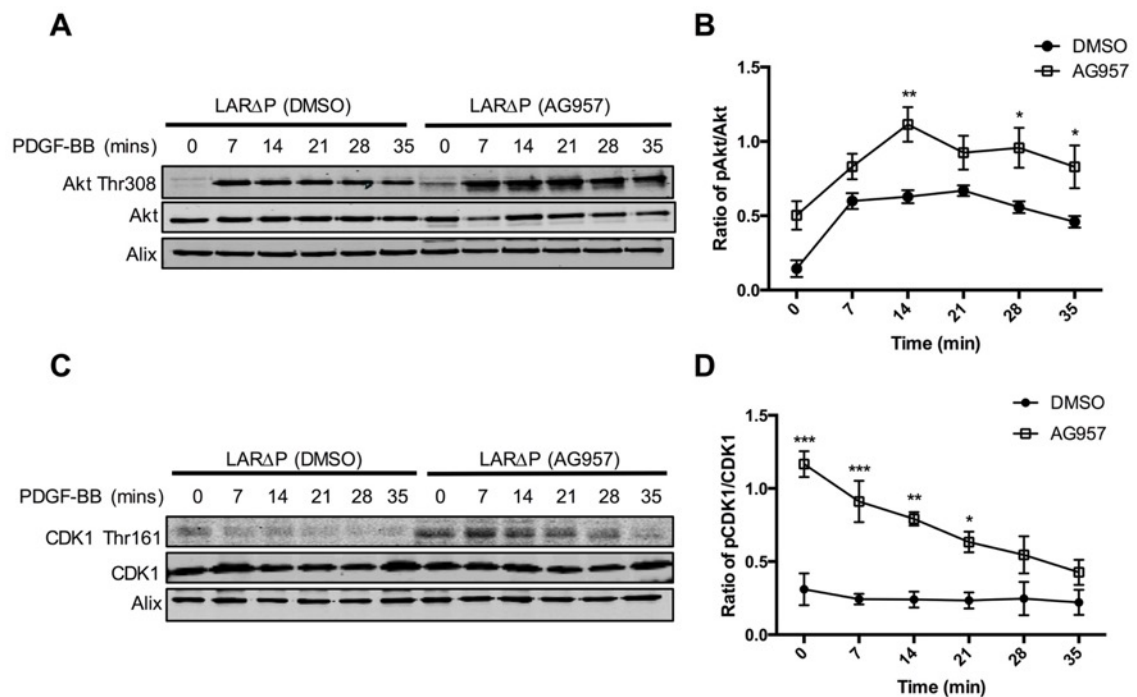 A
LARΔP (DMSO) LARΔP (AG957)
PDGF-BB (mins) 0 7 14 21 28 35 0 7 14 21 28 35
Akt Thr308
Akt
Alix
B
DMSO
AG957
1.5
1.0
0.5
0.0
** * *
Ratio of pAkt/Akt
0 7 14 21 28 35
Time (min)
C
LARΔP (DMSO) LARΔP (AG957)
PDGF-BB (mins) 0 7 14 21 28 35 0 7 14 21 28 35
CDK1 Thr161
CDK1
Alix
D
DMSO
AG957
1.5
1.0
0.5
0.0
*** *** ** *
Ratio of pCDK1/CDK1
0 7 14 21 28 35
Time (min)